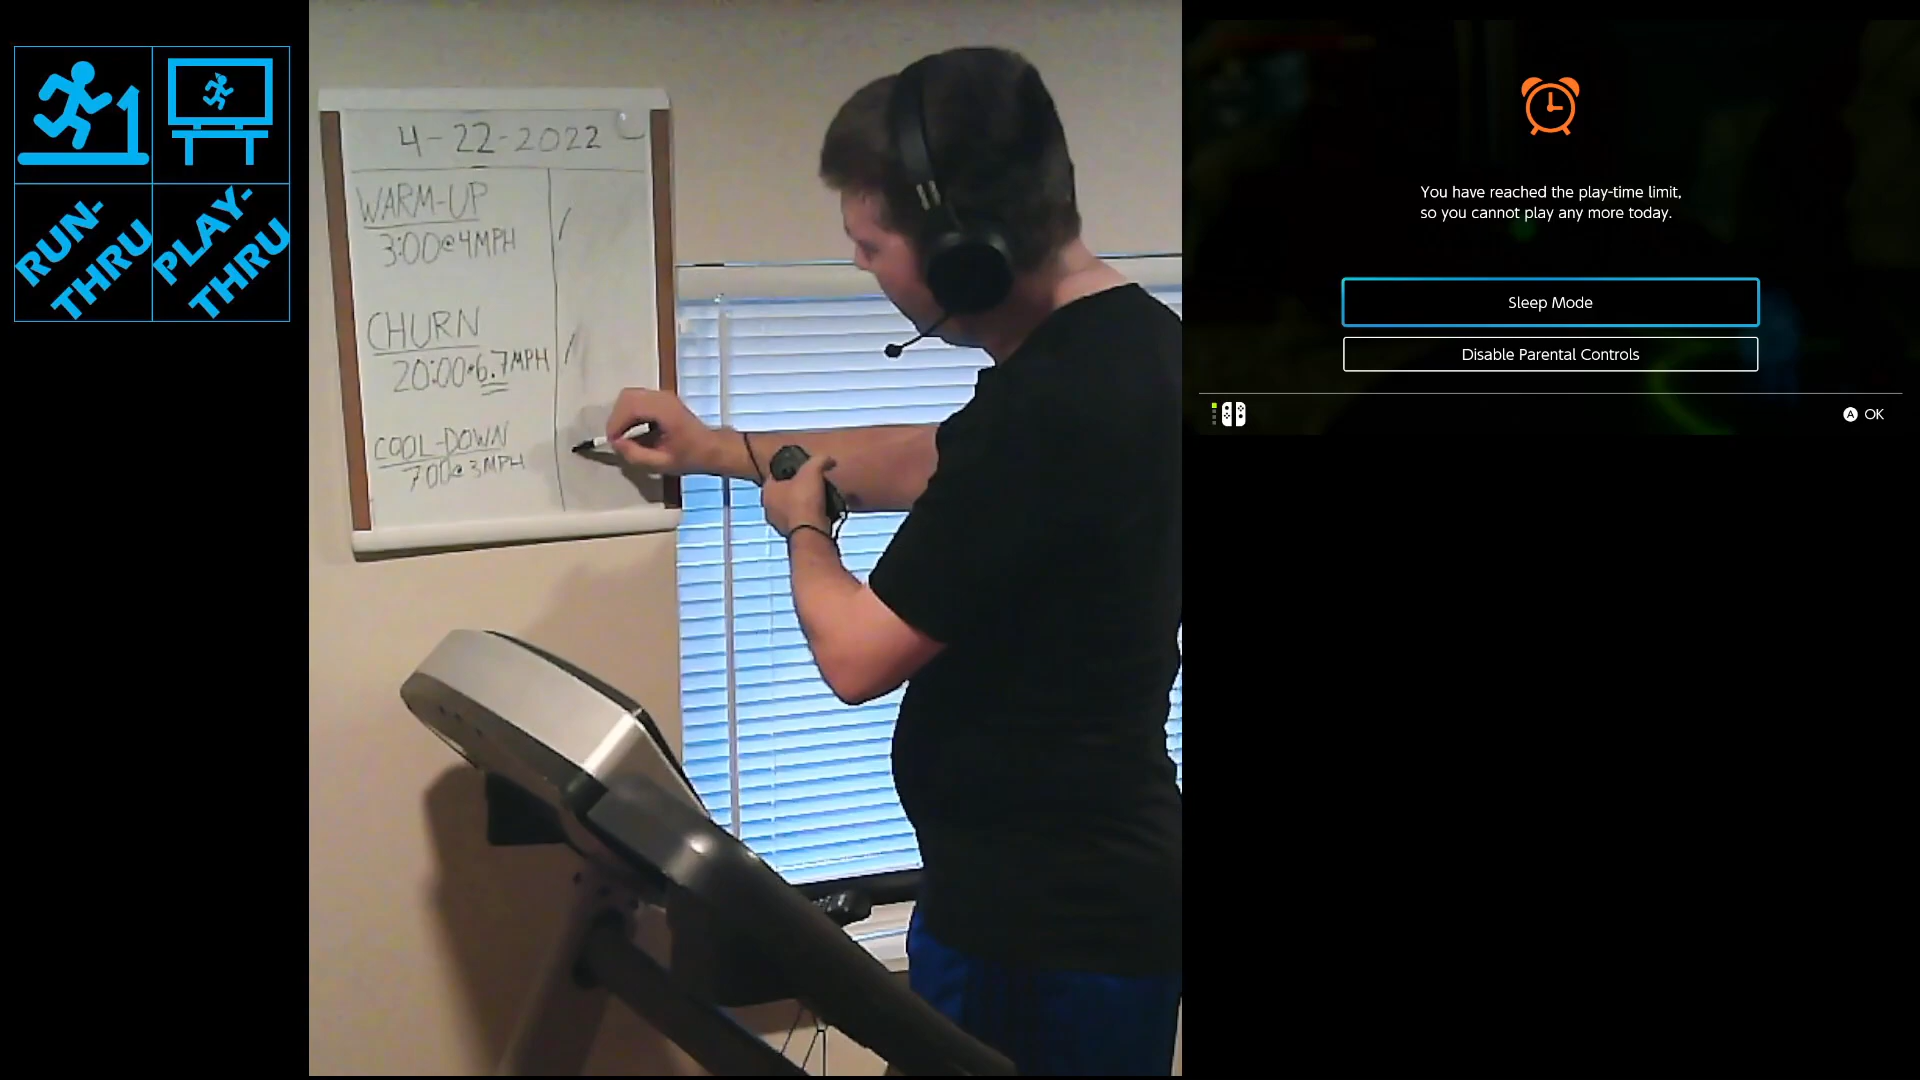 RUN-
THRU
PLAY-
THRU
4-22-2022
WARM-UP
3:00@4MPH
CHURN
20:00@6.7MPH
COOL-DOWN
7:00@3MPH
You have reached the play-time limit,
so you cannot play any more today.
Sleep Mode
Disable Parental Controls
A OK